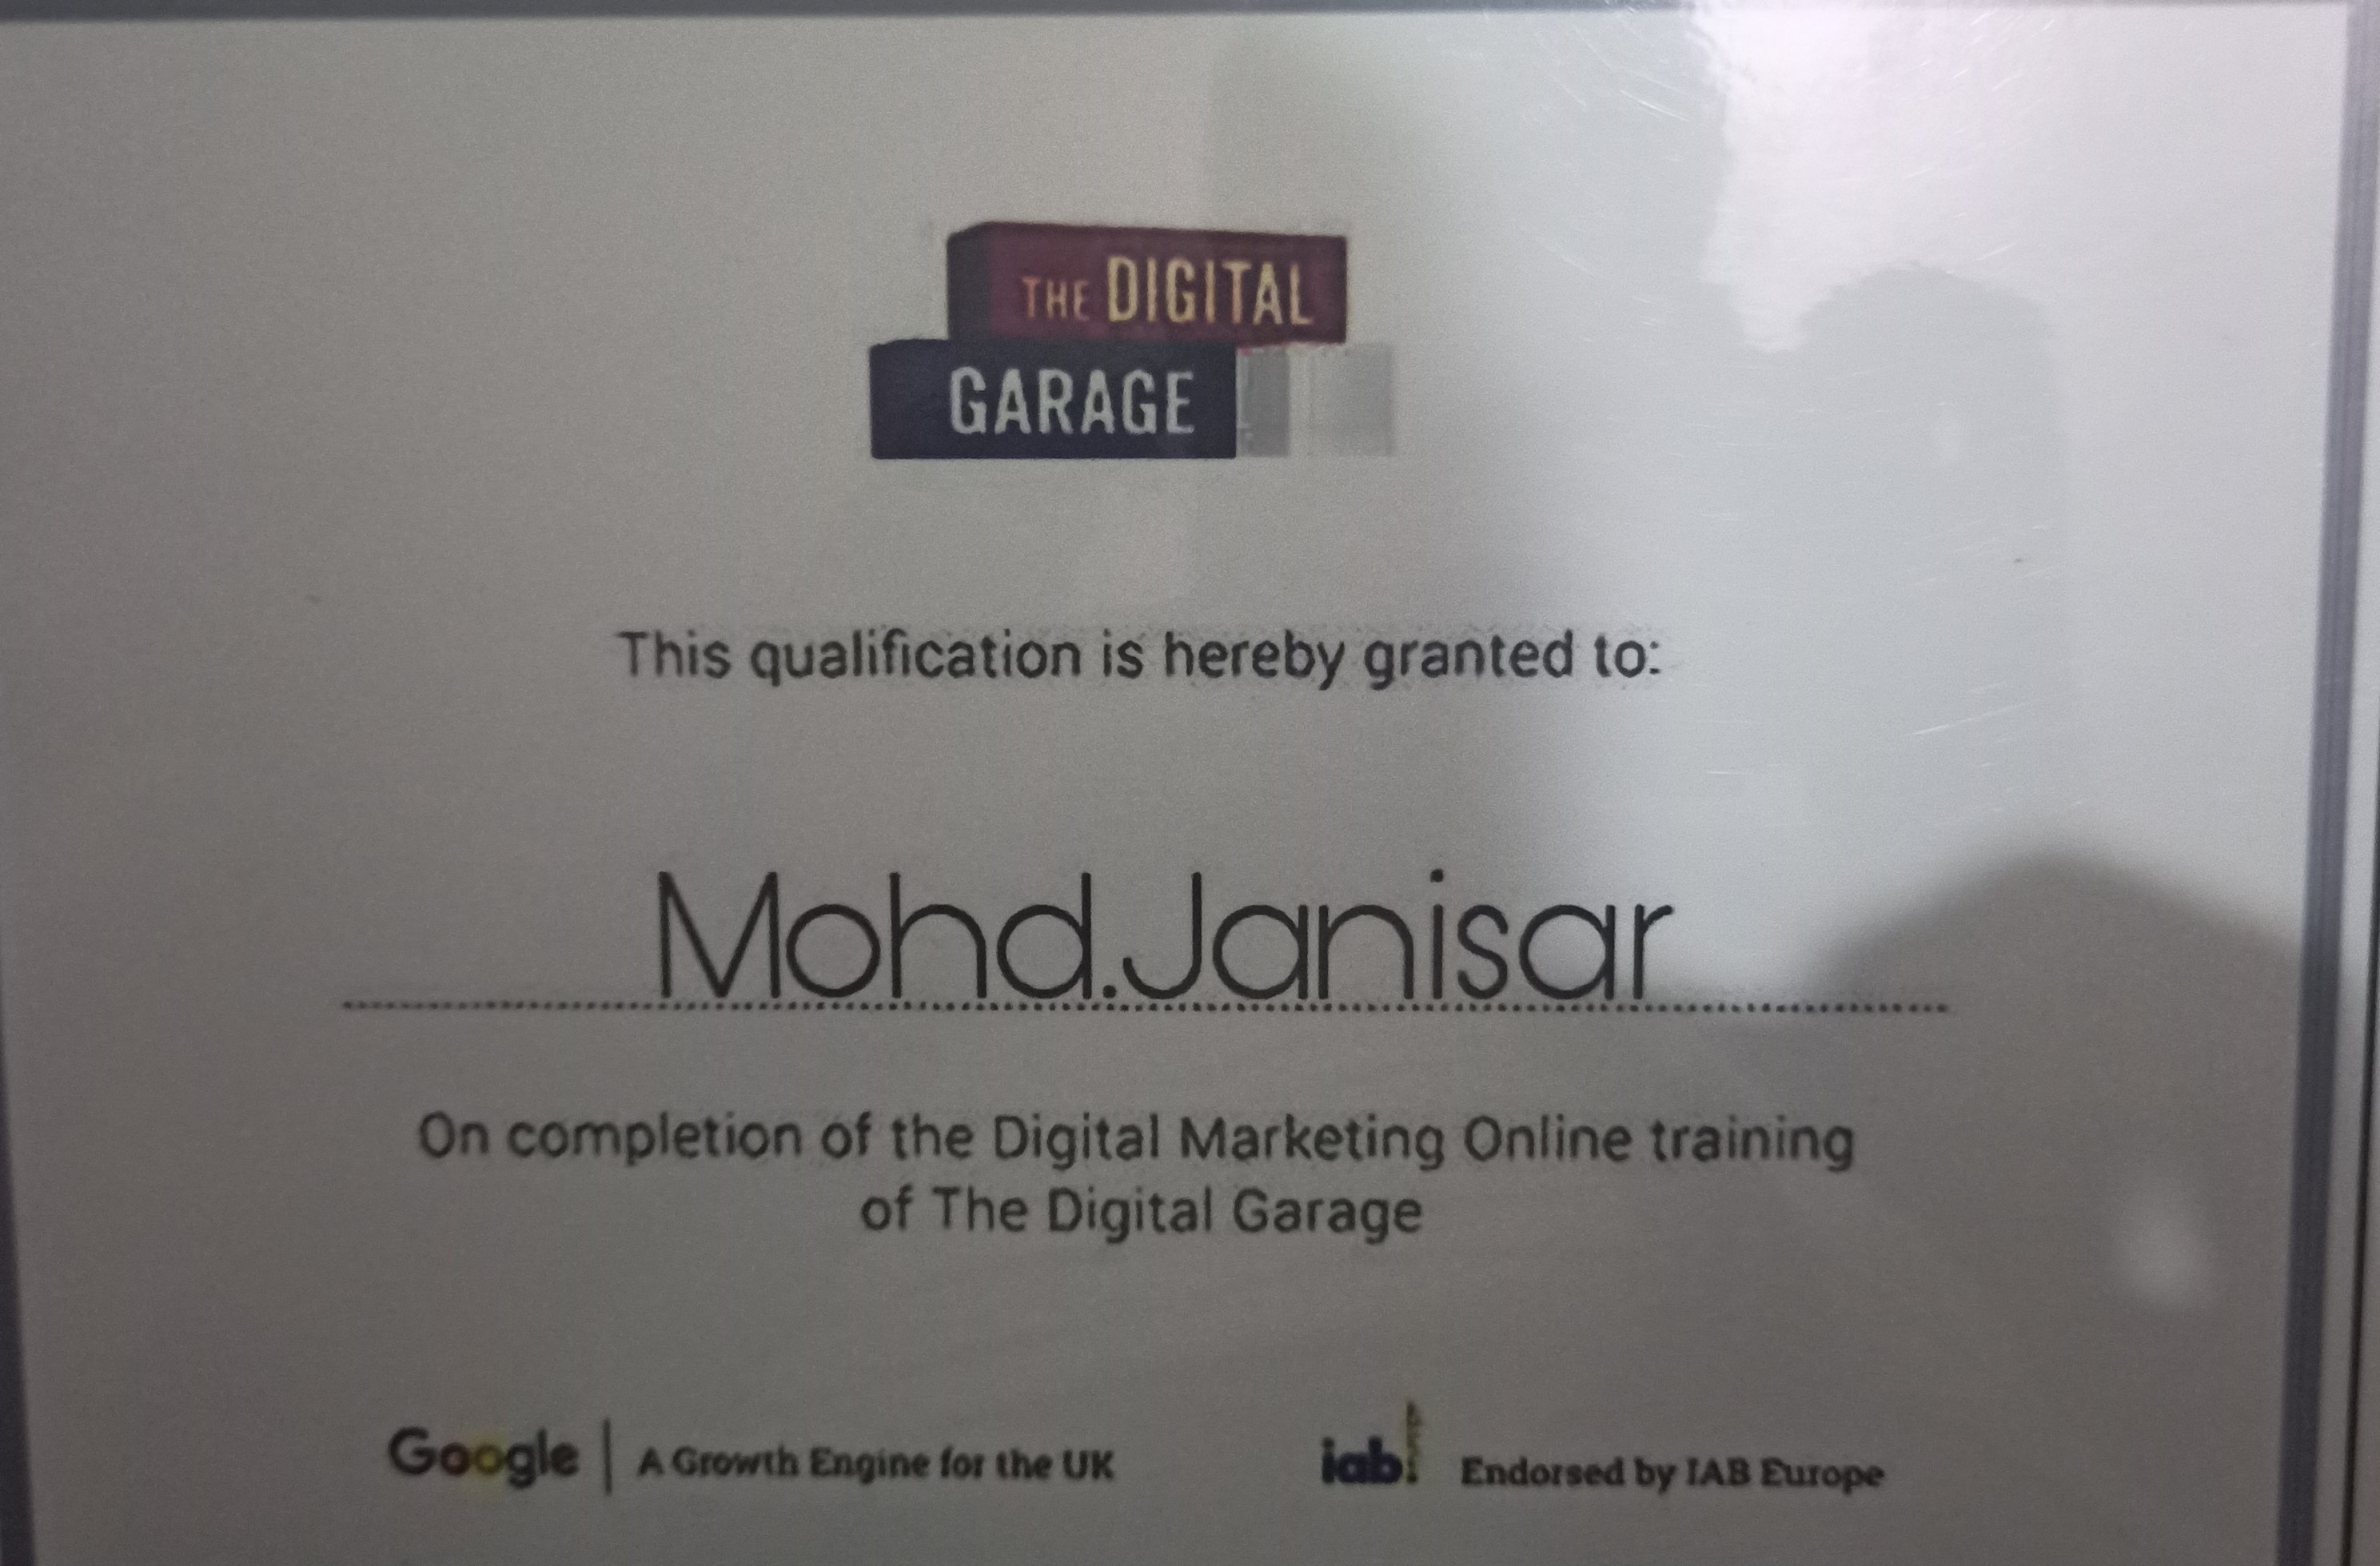 THE DIGITAL
GARAGE
This qualification is hereby granted to:
Mohd.Janisar
On completion of the Digital Marketing Online training
of The Digital Garage
Google | A Growth Engine for the UK
iab Endorsed by IAB Europe